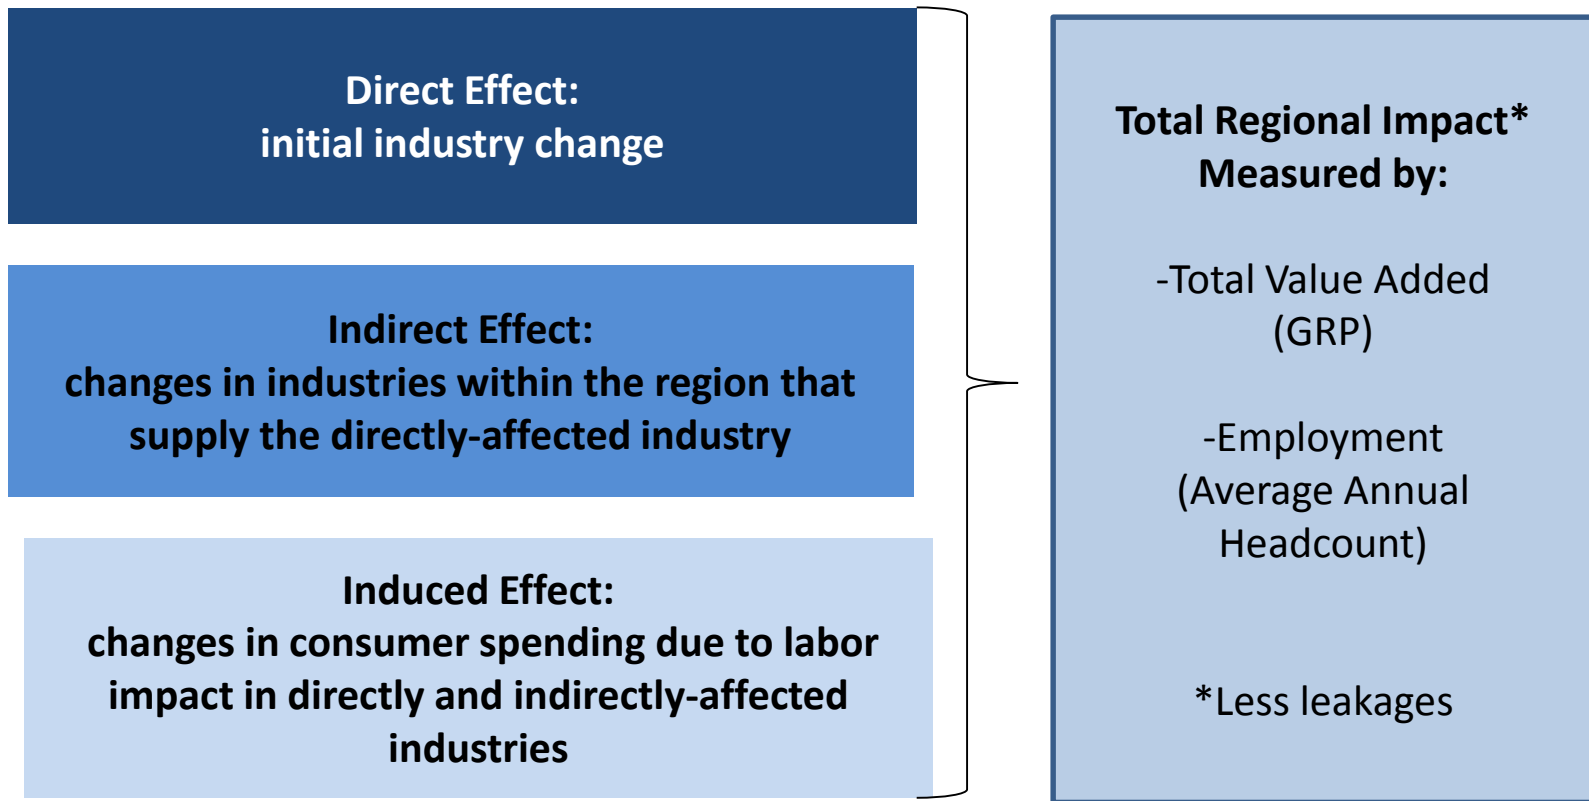 Direct Effect:
initial industry change
Indirect Effect:
changes in industries within the region that
supply the directly-affected industry
Induced Effect:
changes in consumer spending due to labor
impact in directly and indirectly-affected
industries
Total Regional Impact*
Measured by:
-Total Value Added
(GRP)
-Employment
(Average Annual
Headcount)
*Less leakages